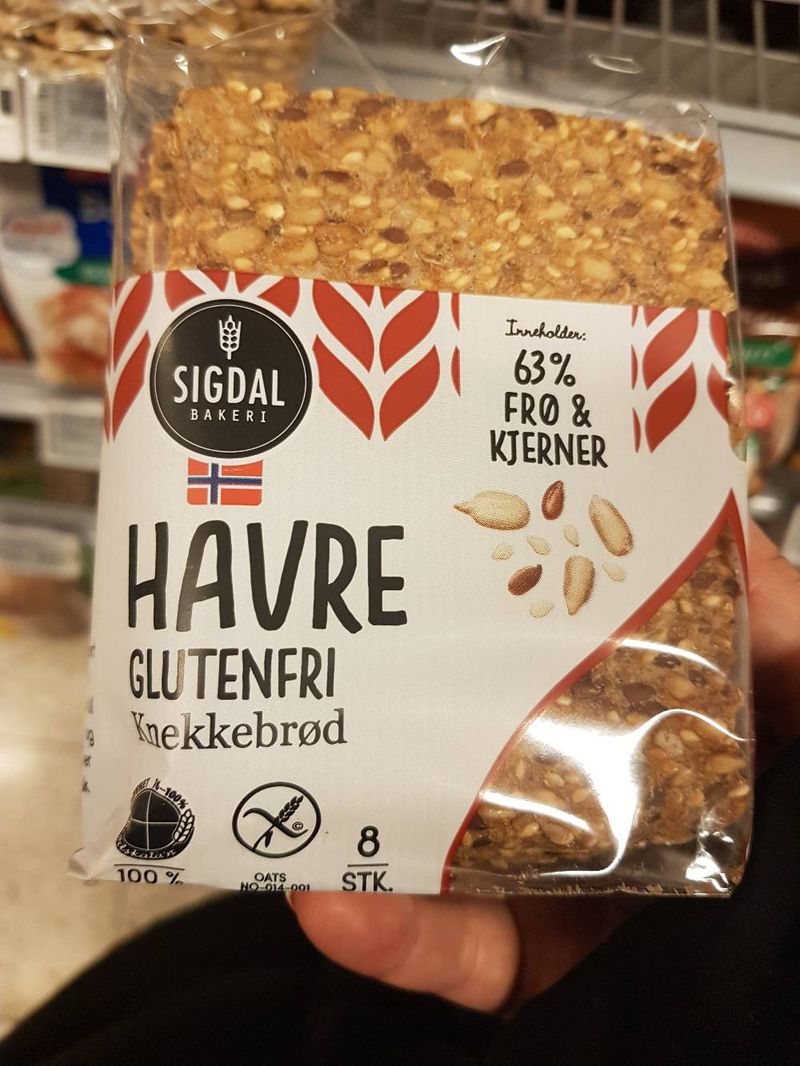 SIGDAL
BAKERI
Inneholder:
63%
FRØ &
KJERNER
HAVRE
GLUTENFRI
Knekkebrød
100 %
OATS
NO-014-001
8
STK.